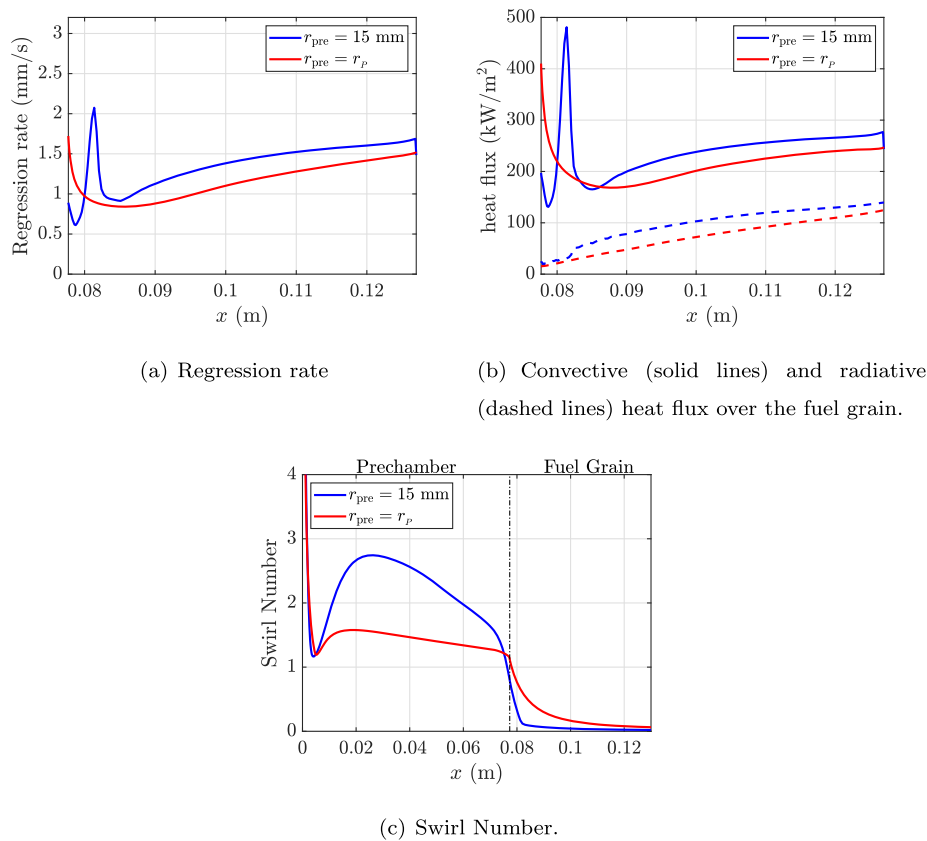 Regression rate (mm/s)
3
2.5
2
1.5
1
0.5
0
r_pre = 15 mm
r_pre = r_P
0.08 0.09 0.1 0.11 0.12
x (m)
heat flux (kW/m²)
500
400
300
200
100
0
r_pre = 15 mm
r_pre = r_P
0.08 0.09 0.1 0.11 0.12
x (m)
(a) Regression rate
(b) Convective (solid lines) and radiative
(dashed lines) heat flux over the fuel grain.
Prechamber Fuel Grain
Swirl Number
4
3
2
1
0
r_pre = 15 mm
r_pre = r_P
0 0.02 0.04 0.06 0.08 0.1 0.12
x (m)
(c) Swirl Number.